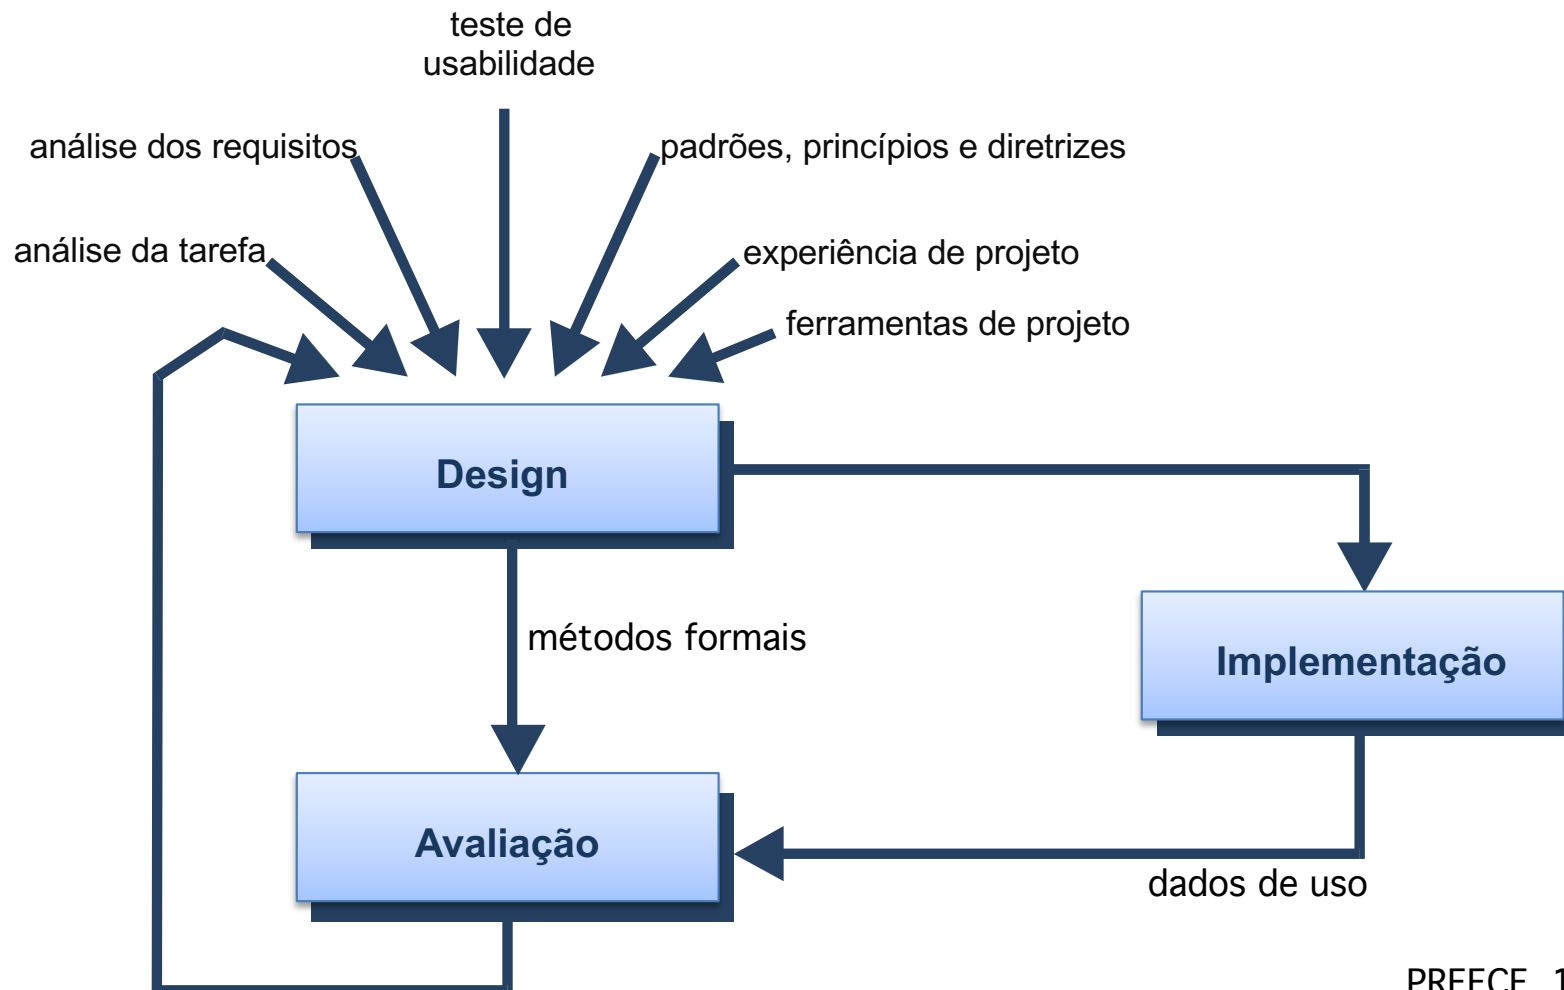 teste de
usabilidade
análise dos requisitos
padrões, princípios e diretrizes
análise da tarefa
experiência de projeto
ferramentas de projeto
Design
métodos formais
Implementação
Avaliação
dados de uso
PREECE, 1